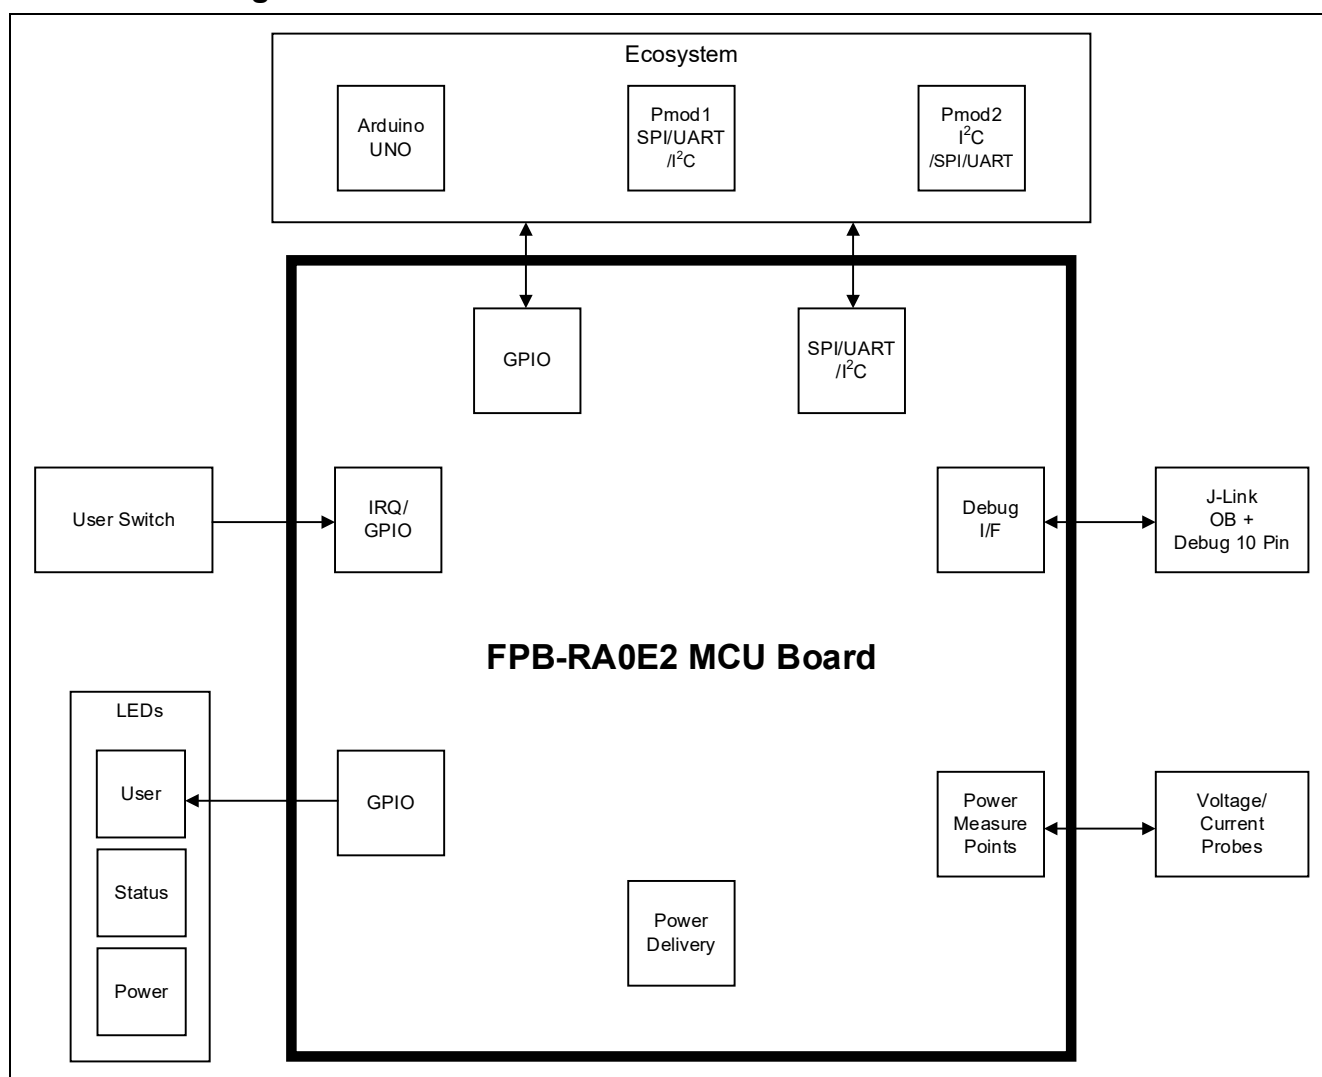 Ecosystem
Arduino
UNO
Pmod1
SPI/UART
/I²C
Pmod2
I²C
/SPI/UART
GPIO
SPI/UART
/I²C
User Switch
IRQ/
GPIO
Debug
I/F
J-Link
OB +
Debug 10 Pin
FPB-RA0E2 MCU Board
LEDs
User
Status
Power
GPIO
Power
Measure
Points
Voltage/
Current
Probes
Power
Delivery